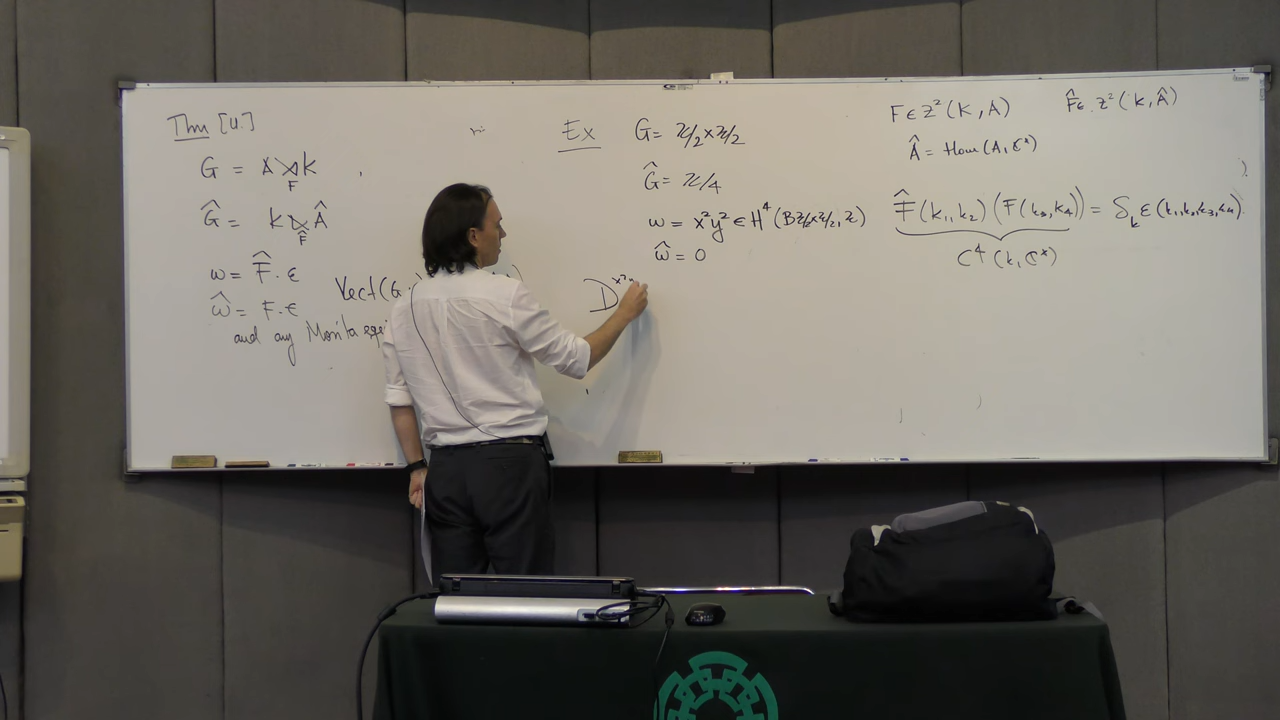 Thm [U.]
G = A ⋊_F K
Ĝ = K ⋉_F̂ Â
ω = F̂ · ε
ω̂ = F · ε
Vect(G
and any Morita equi
Ex
G = ℤ/2 × ℤ/2
Ĝ = ℤ/4
ω = x²y² ∈ H⁴(Bℤ/2×ℤ/2, ℤ)
ω̂ = 0
D^x²y
F ∈ Z²(K, A)
F̂ ∈ Z²(K, Â)
Â = Hom(A, ℂ*)
F̂(k₁, k₂)(F(k₃, k₄)) = δ_k ε(k₁, k₂, k₃, k₄)
C⁴(K, ℂ*)